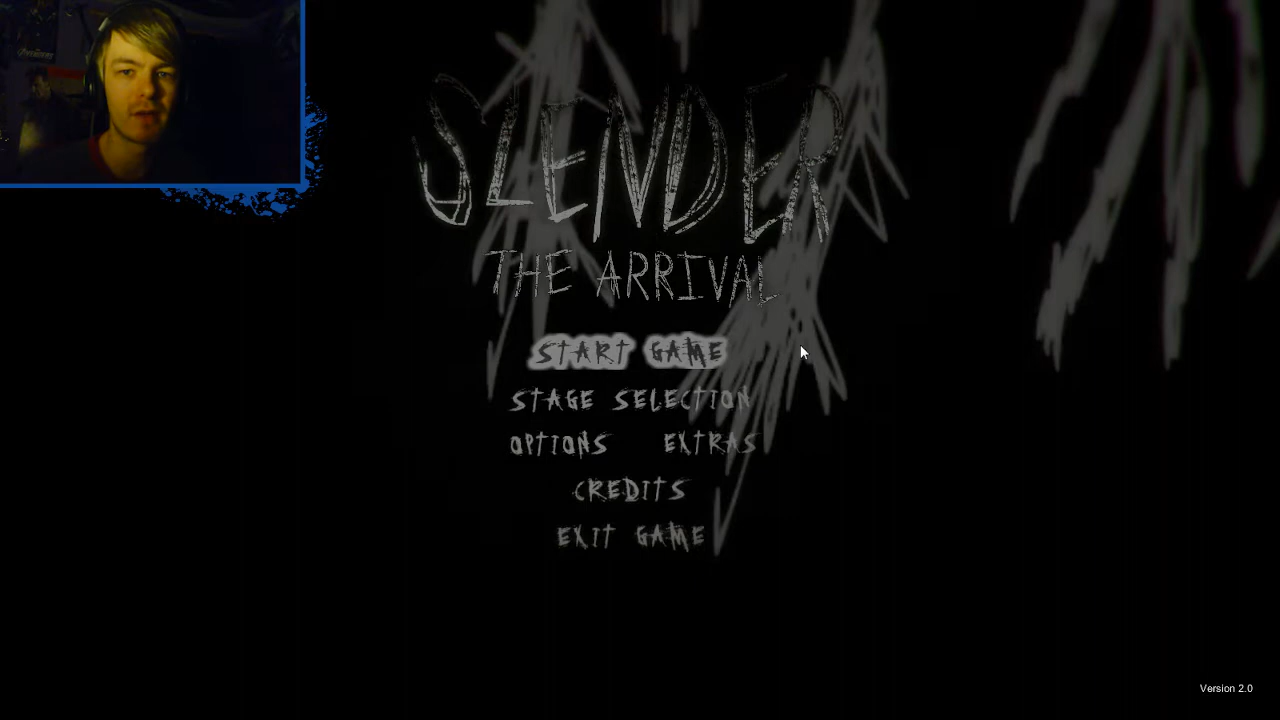 SLENDER
THE ARRIVAL
START GAME
STAGE SELECTION
OPTIONS EXTRAS
CREDITS
EXIT GAME
Version 2.0